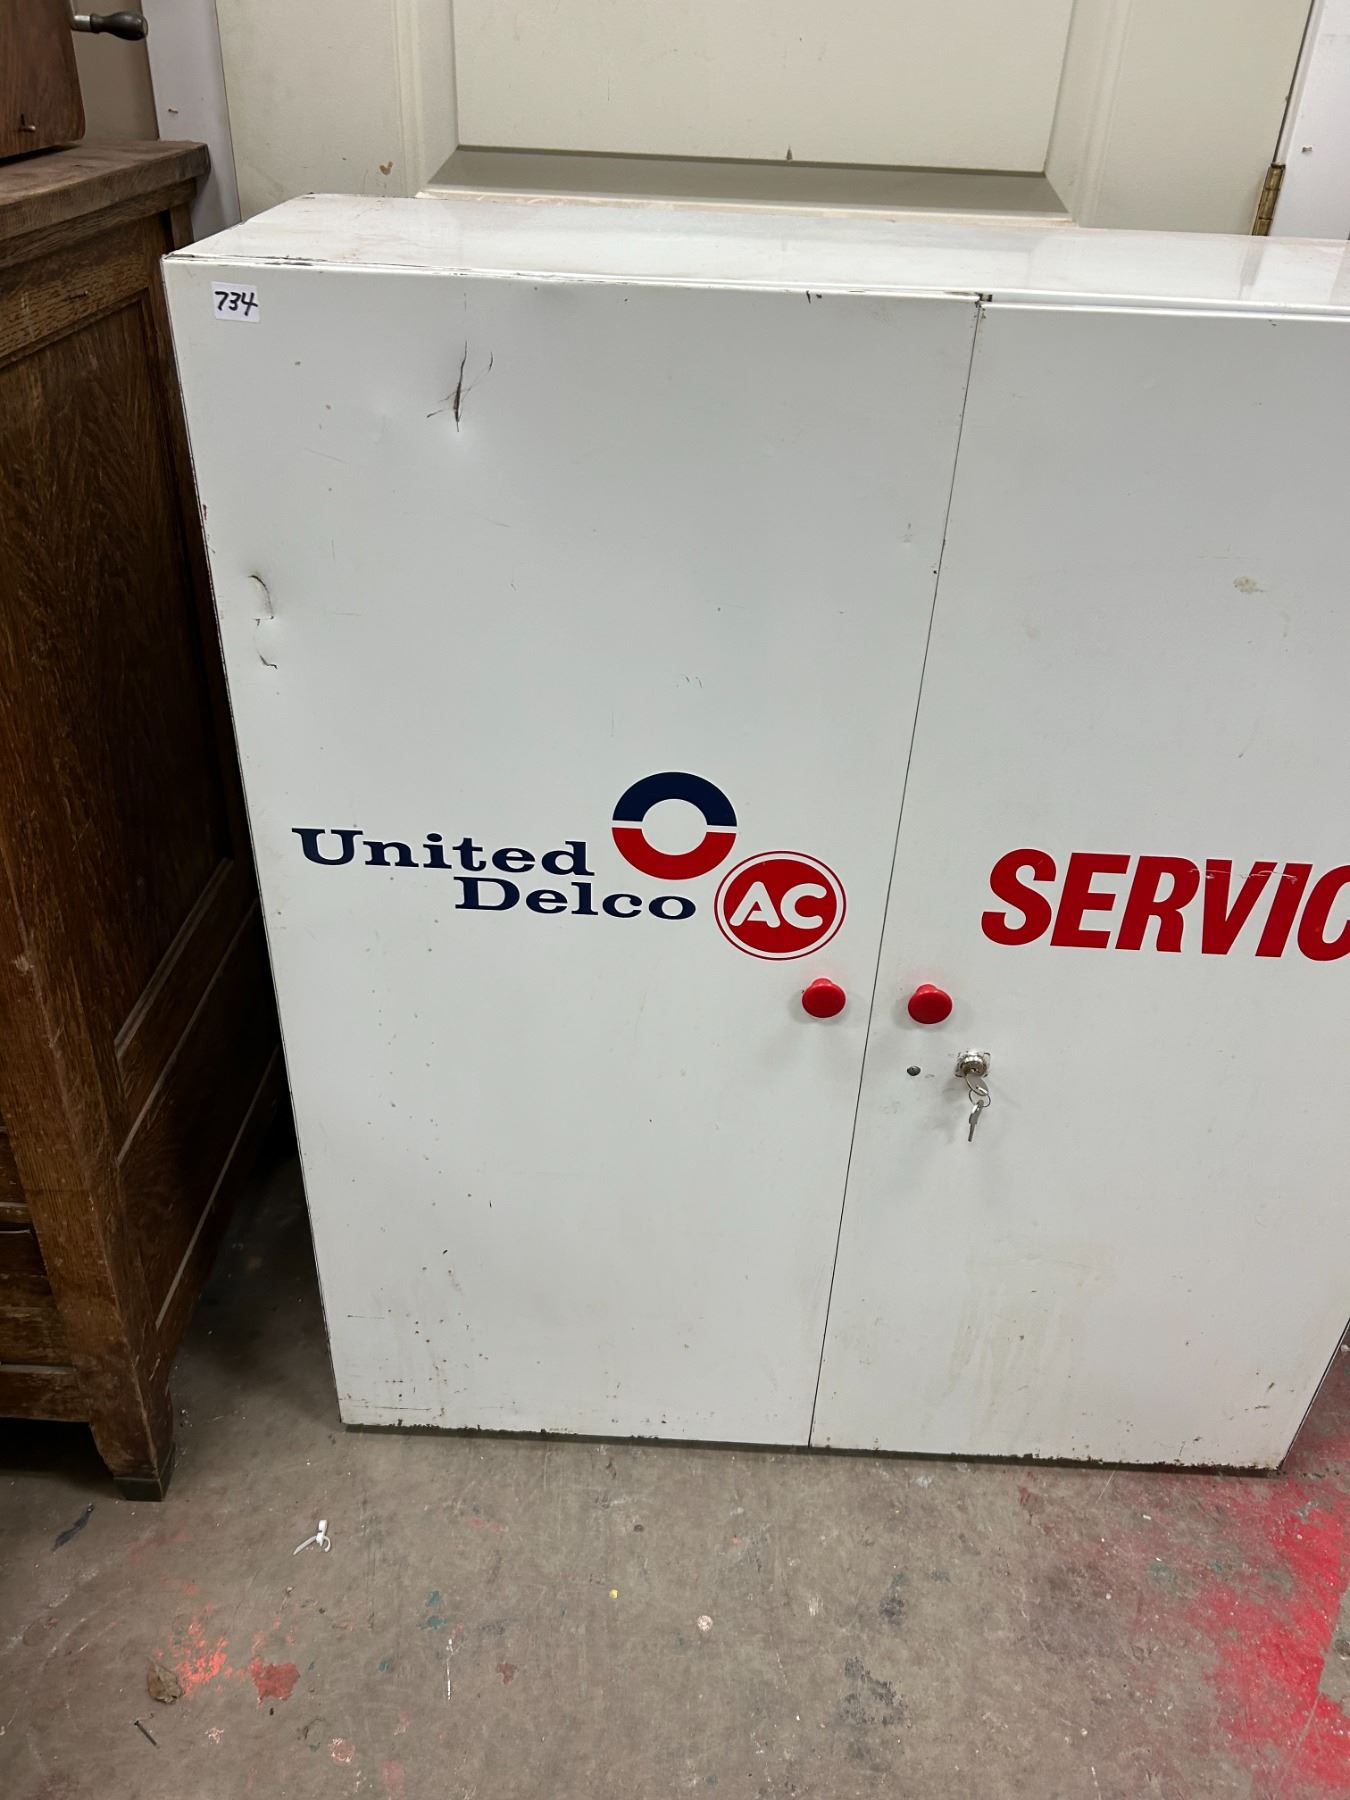 734
United
Delco
AC
SERVIC